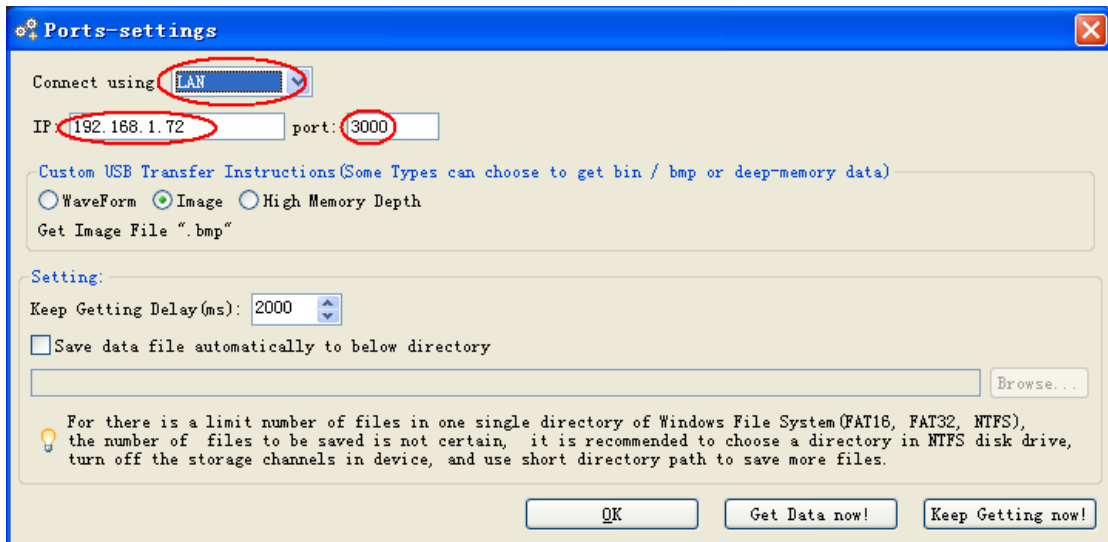 Ports-settings
Connect using: LAN
IP: 192.168.1.72 port: 3000
Custom USB Transfer Instructions(Some Types can choose to get bin / bmp or deep-memory data)
WaveForm Image High Memory Depth
Get Image File ".bmp"
Setting:
Keep Getting Delay(ms): 2000
Save data file automatically to below directory
Browse...
For there is a limit number of files in one single directory of Windows File System(FAT16, FAT32, NTFS),
the number of files to be saved is not certain, it is recommended to choose a directory in NTFS disk drive,
turn off the storage channels in device, and use short directory path to save more files.
OK Get Data now! Keep Getting now!